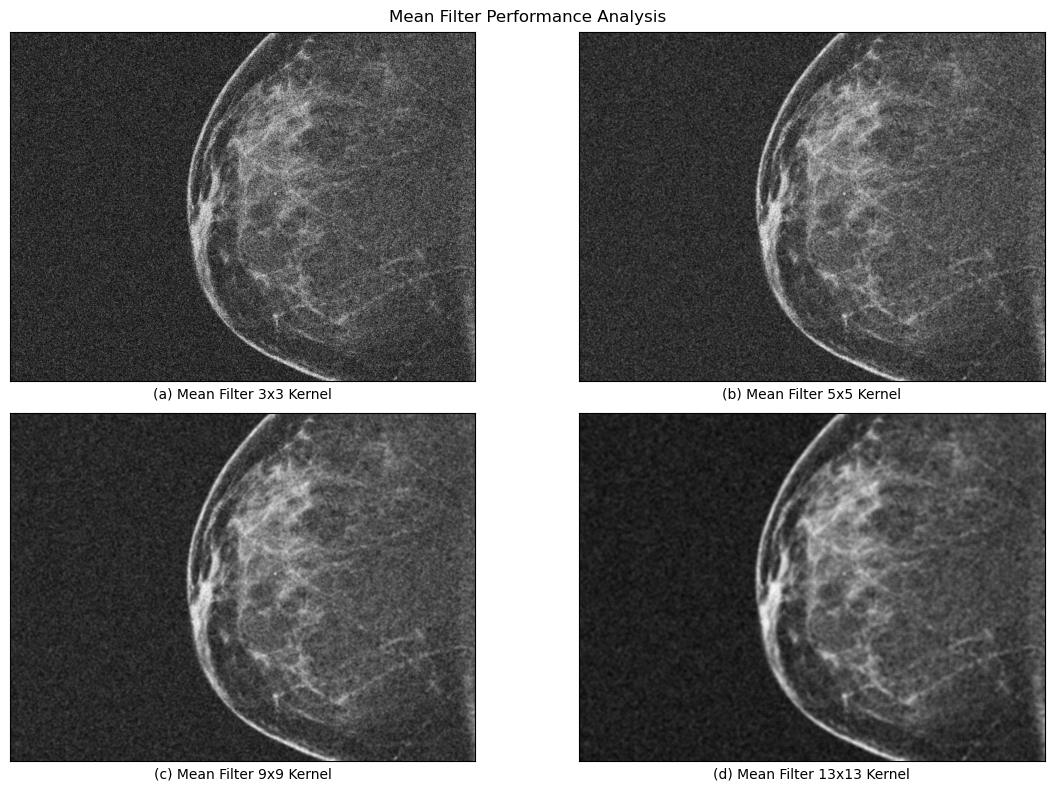 Mean Filter Performance Analysis
(a) Mean Filter 3x3 Kernel
(b) Mean Filter 5x5 Kernel
(c) Mean Filter 9x9 Kernel
(d) Mean Filter 13x13 Kernel